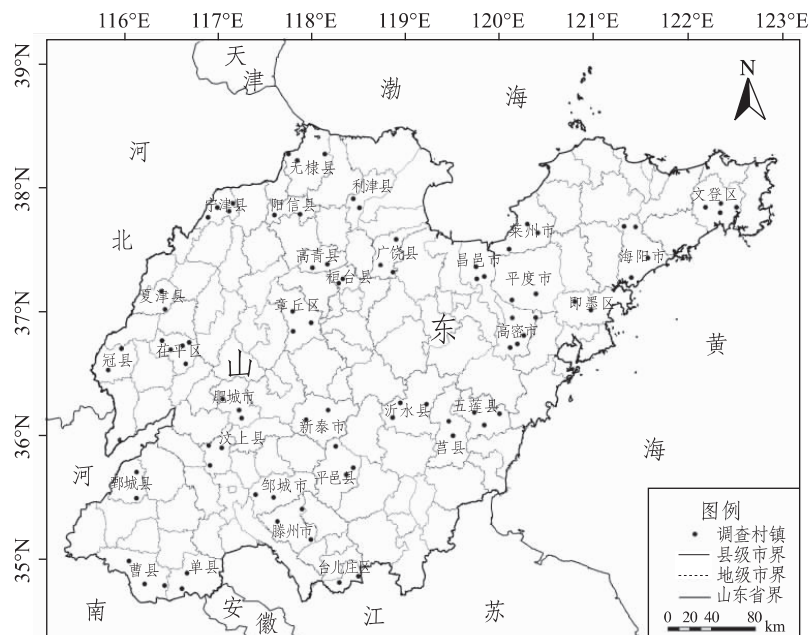 116°E 117°E 118°E 119°E 120°E 121°E 122°E 123°E
39°N
38°N
37°N
36°N
35°N
天
津
渤
海
N
河
北
无棣县
利津县
宁津县
阳信县
文登区
莱州市
海阳市
广饶县
昌邑市
高青县
桓台县
平度市
夏津县
章丘区
即墨区
东
高密市
黄
冠县
茌平区
山
肥城市
沂水县
五莲县
新泰市
汶上县
莒县
海
河
鄄城县
平邑县
邹城市
滕州市
曹县
单县
台儿庄区
南
安
徽
江
苏
图例
调查村镇
县级市界
地级市界
山东省界
0 20 40 80
km